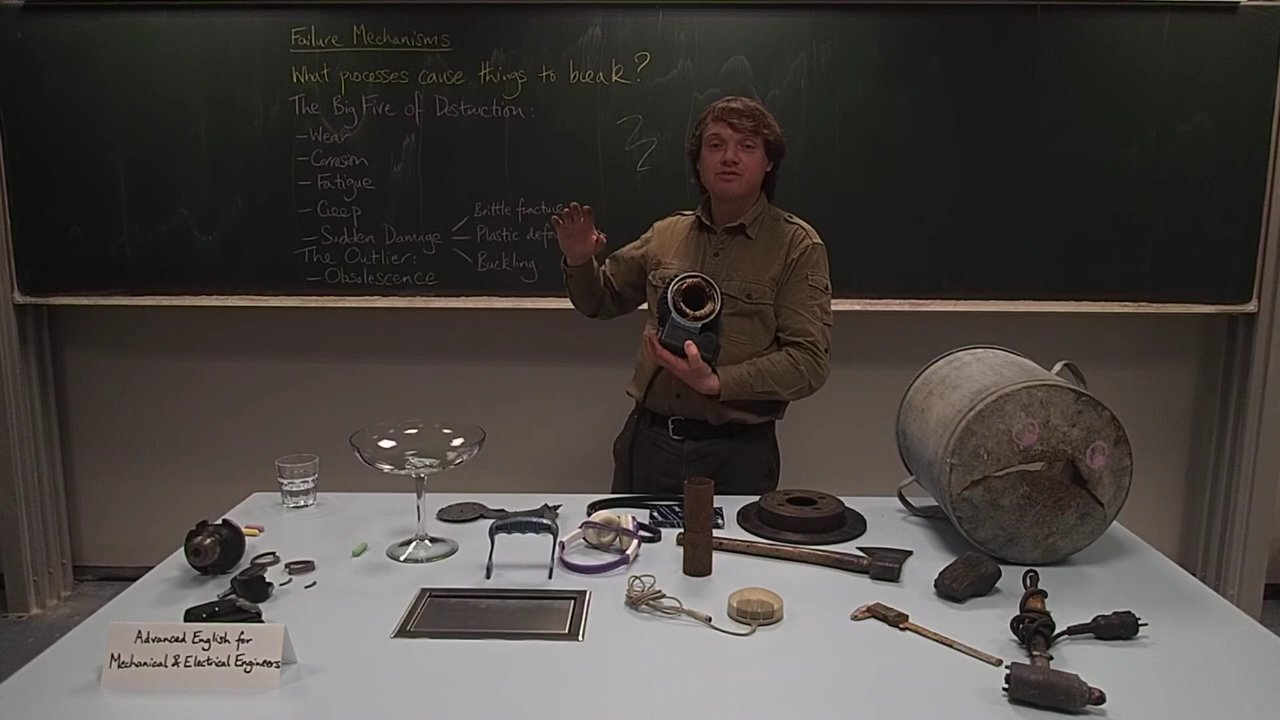 Failure Mechanisms
What processes cause things to break?
The Big Five of Destruction:
- Wear
- Corrosion
- Fatigue
- Creep
- Sudden Damage
Brittle fracture
Plastic defo
Buckling
The Outlier:
- Obsolescence
Advanced English for
Mechanical & Electrical Engineers